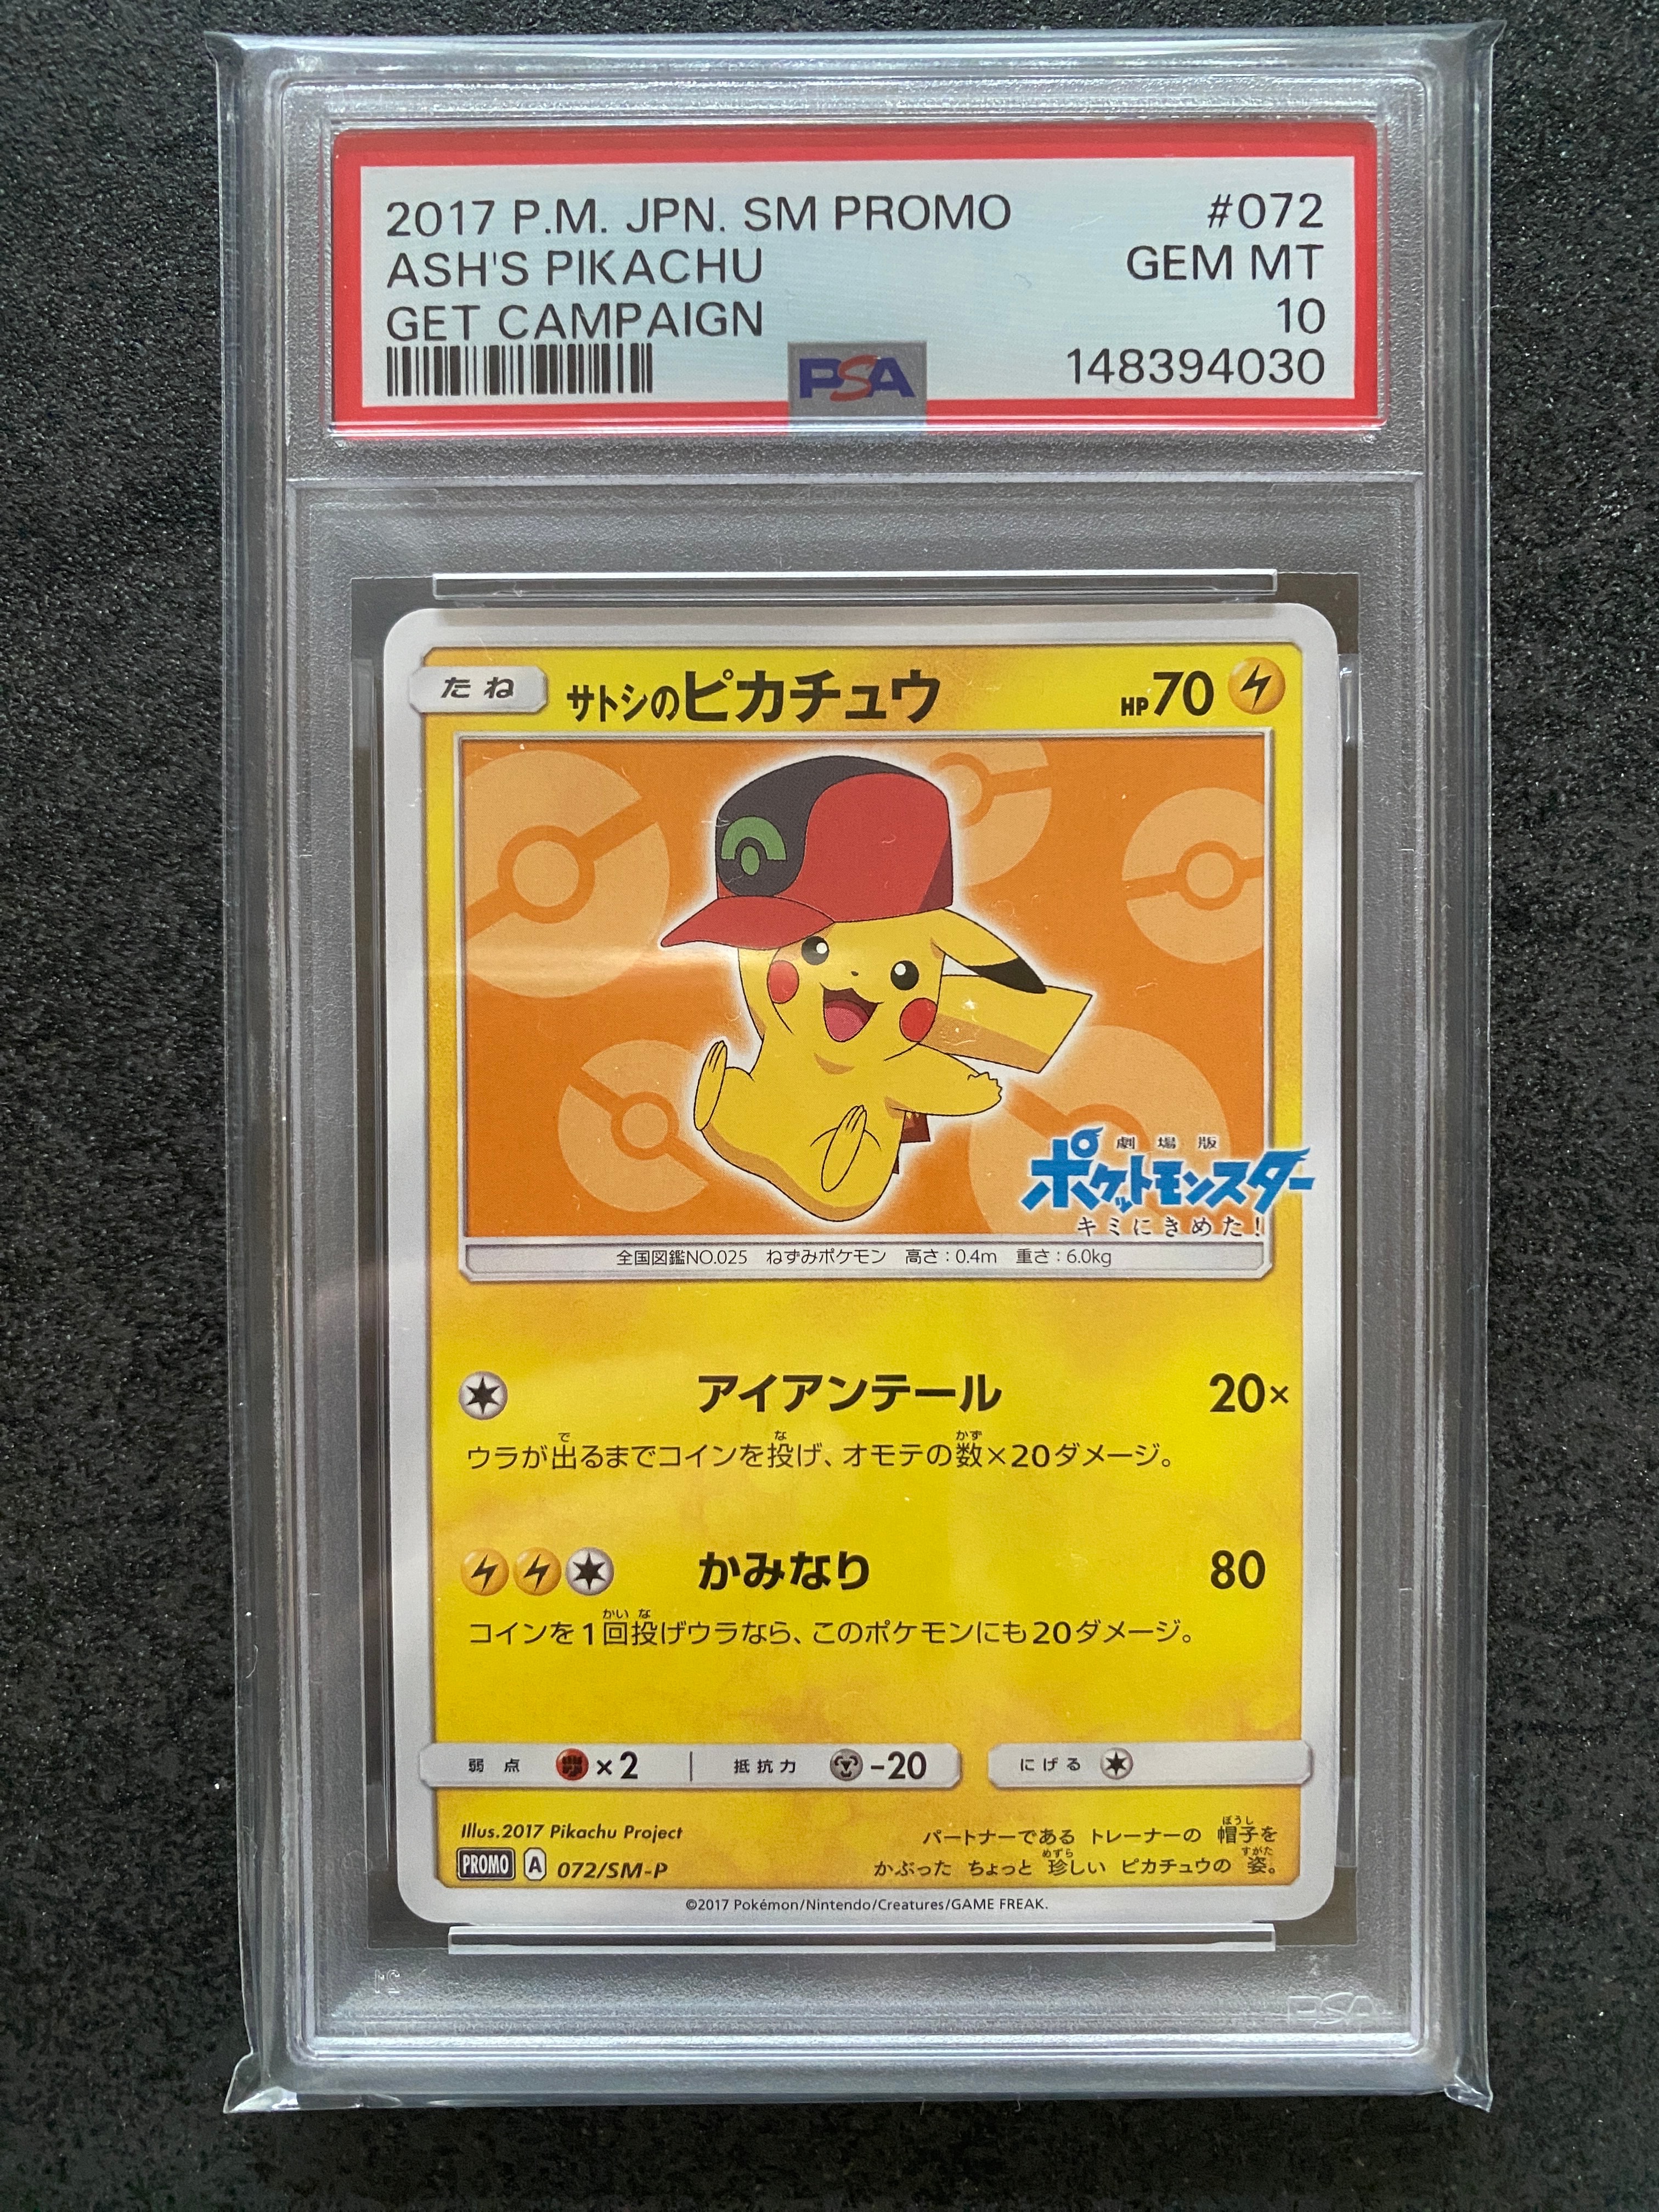 2017 P.M. JPN. SM PROMO #072
ASH'S PIKACHU GEM MT
GET CAMPAIGN 10
PSA 148394030
たね サトシのピカチュウ HP70
劇場版
ポケットモンスター
キミにきめた!
全国図鑑NO.025 ねずみポケモン 高さ:0.4m 重さ:6.0kg
アイアンテール 20×
ウラが出るまでコインを投げ、オモテの数×20ダメージ。
かみなり 80
コインを1回投げウラなら、このポケモンにも20ダメージ。
弱点 ×2 抵抗力 -20 にげる
Illus.2017 Pikachu Project
PROMO A 072/SM-P
パートナーである トレーナーの 帽子を
かぶった ちょっと 珍しい ピカチュウの 姿。
©2017 Pokémon/Nintendo/Creatures/GAME FREAK.
PSA